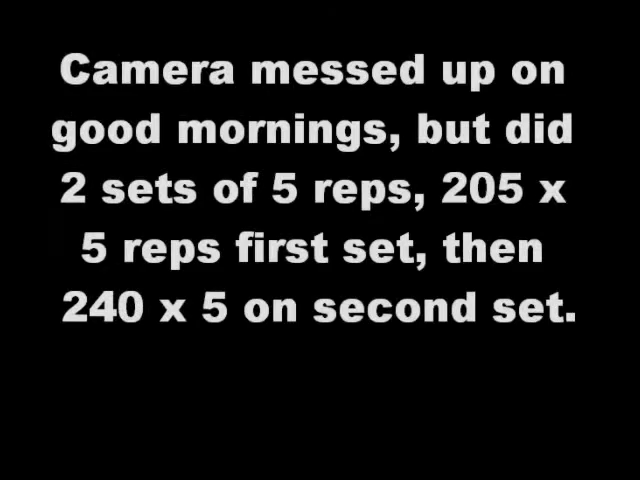 Camera messed up on
good mornings, but did
2 sets of 5 reps, 205 x
5 reps first set, then
240 x 5 on second set.